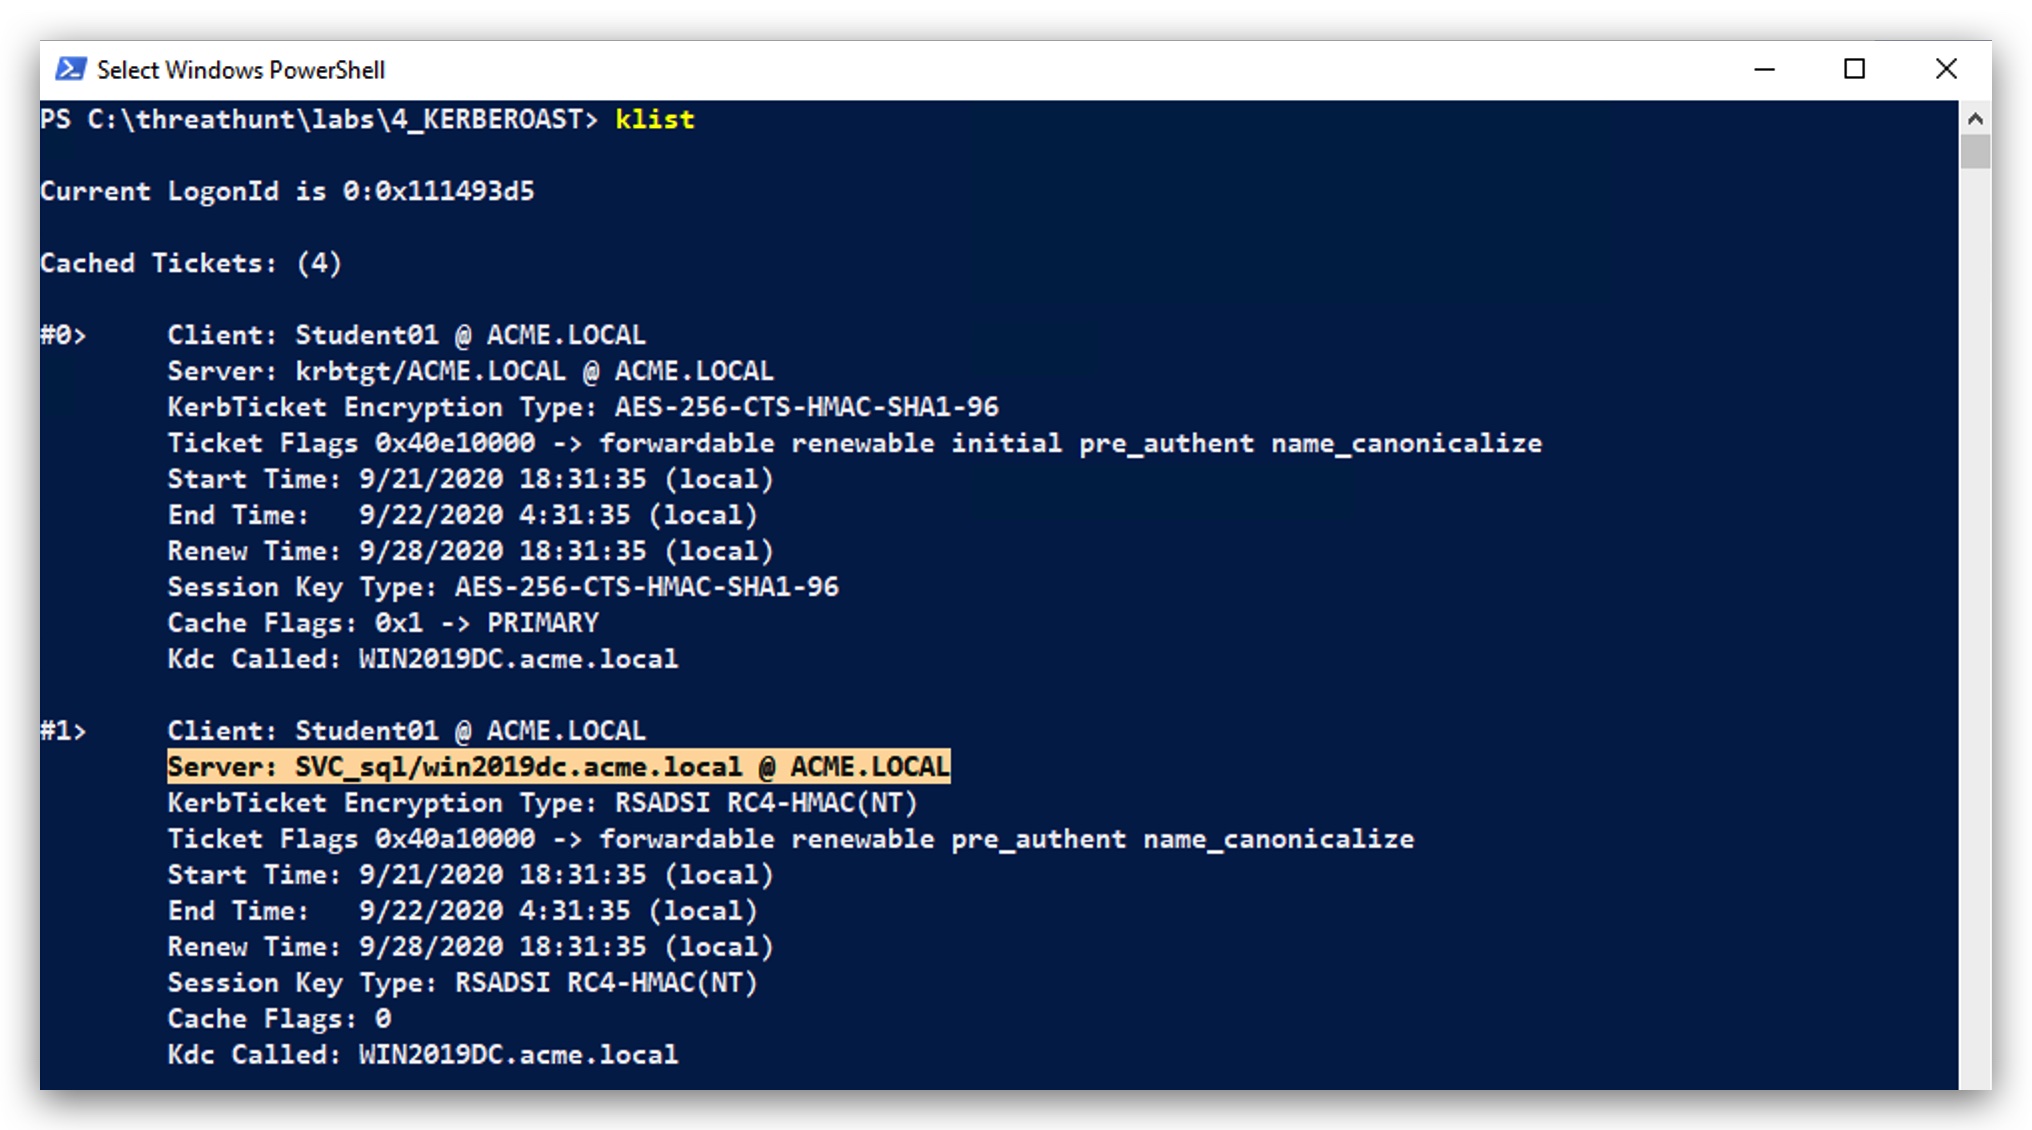 Select Windows PowerShell
PS C:\threathunt\labs\4_KERBEROAST> klist
Current LogonId is 0:0x111493d5
Cached Tickets: (4)
#0> Client: Student01 @ ACME.LOCAL
Server: krbtgt/ACME.LOCAL @ ACME.LOCAL
KerbTicket Encryption Type: AES-256-CTS-HMAC-SHA1-96
Ticket Flags 0x40e10000 -> forwardable renewable initial pre_authent name_canonicalize
Start Time: 9/21/2020 18:31:35 (local)
End Time: 9/22/2020 4:31:35 (local)
Renew Time: 9/28/2020 18:31:35 (local)
Session Key Type: AES-256-CTS-HMAC-SHA1-96
Cache Flags: 0x1 -> PRIMARY
Kdc Called: WIN2019DC.acme.local
#1> Client: Student01 @ ACME.LOCAL
Server: SVC_sql/win2019dc.acme.local @ ACME.LOCAL
KerbTicket Encryption Type: RSADSI RC4-HMAC(NT)
Ticket Flags 0x40a10000 -> forwardable renewable pre_authent name_canonicalize
Start Time: 9/21/2020 18:31:35 (local)
End Time: 9/22/2020 4:31:35 (local)
Renew Time: 9/28/2020 18:31:35 (local)
Session Key Type: RSADSI RC4-HMAC(NT)
Cache Flags: 0
Kdc Called: WIN2019DC.acme.local